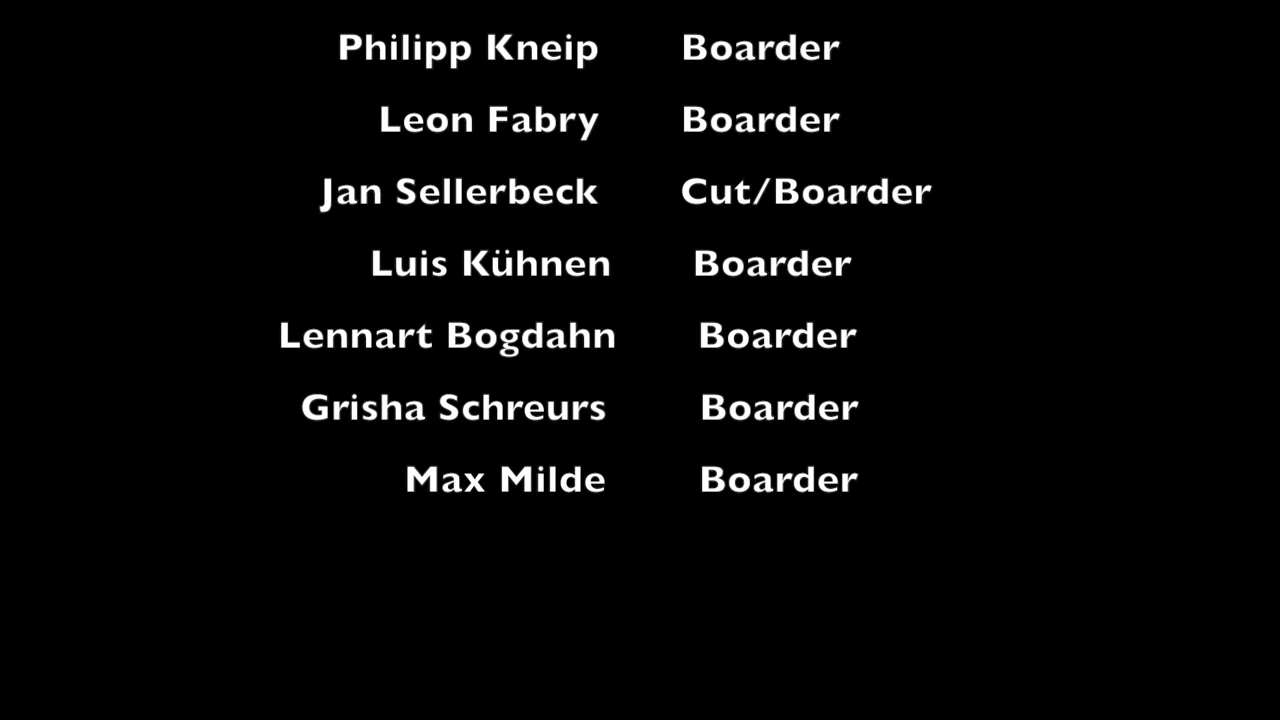 Philipp Kneip Boarder
Leon Fabry Boarder
Jan Sellerbeck Cut/Boarder
Luis Kühnen Boarder
Lennart Bogdahn Boarder
Grisha Schreurs Boarder
Max Milde Boarder